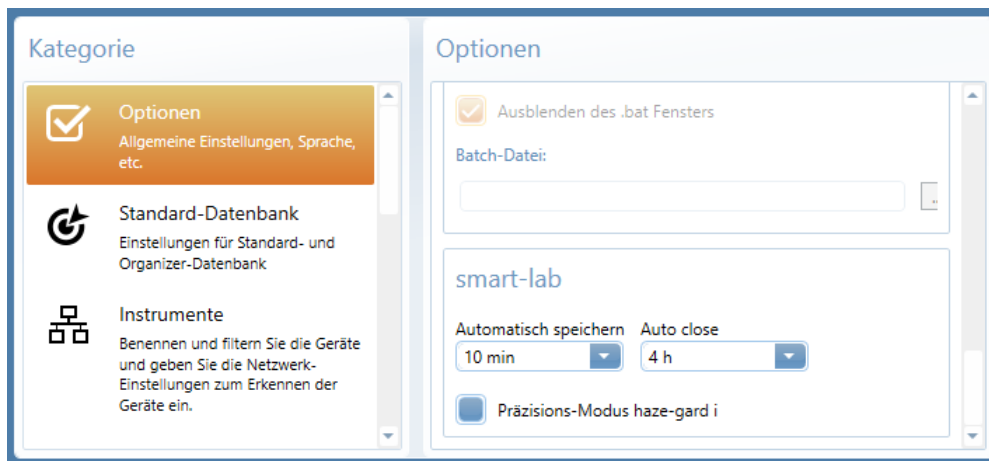 Kategorie
Optionen
Allgemeine Einstellungen, Sprache,
etc.
Standard-Datenbank
Einstellungen für Standard- und
Organizer-Datenbank
Instrumente
Benennen und filtern Sie die Geräte
und geben Sie die Netzwerk-
Einstellungen zum Erkennen der
Geräte ein.
Optionen
Ausblenden des .bat Fensters
Batch-Datei:
..
smart-lab
Automatisch speichern Auto close
10 min 4 h
Präzisions-Modus haze-gard i